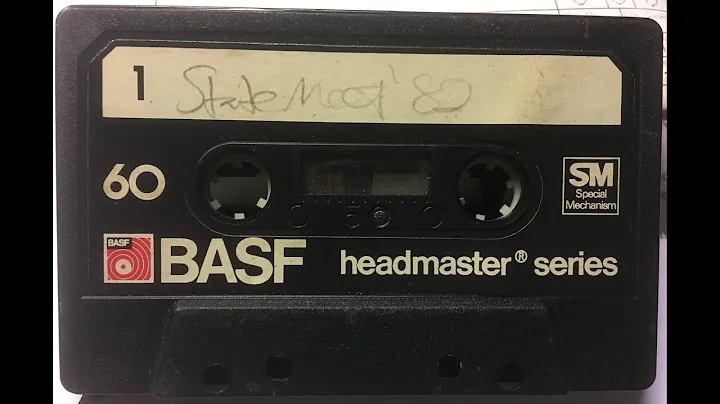 1 State Meet '80
60
SM
Special
Mechanism
BASF
BASF headmaster® series